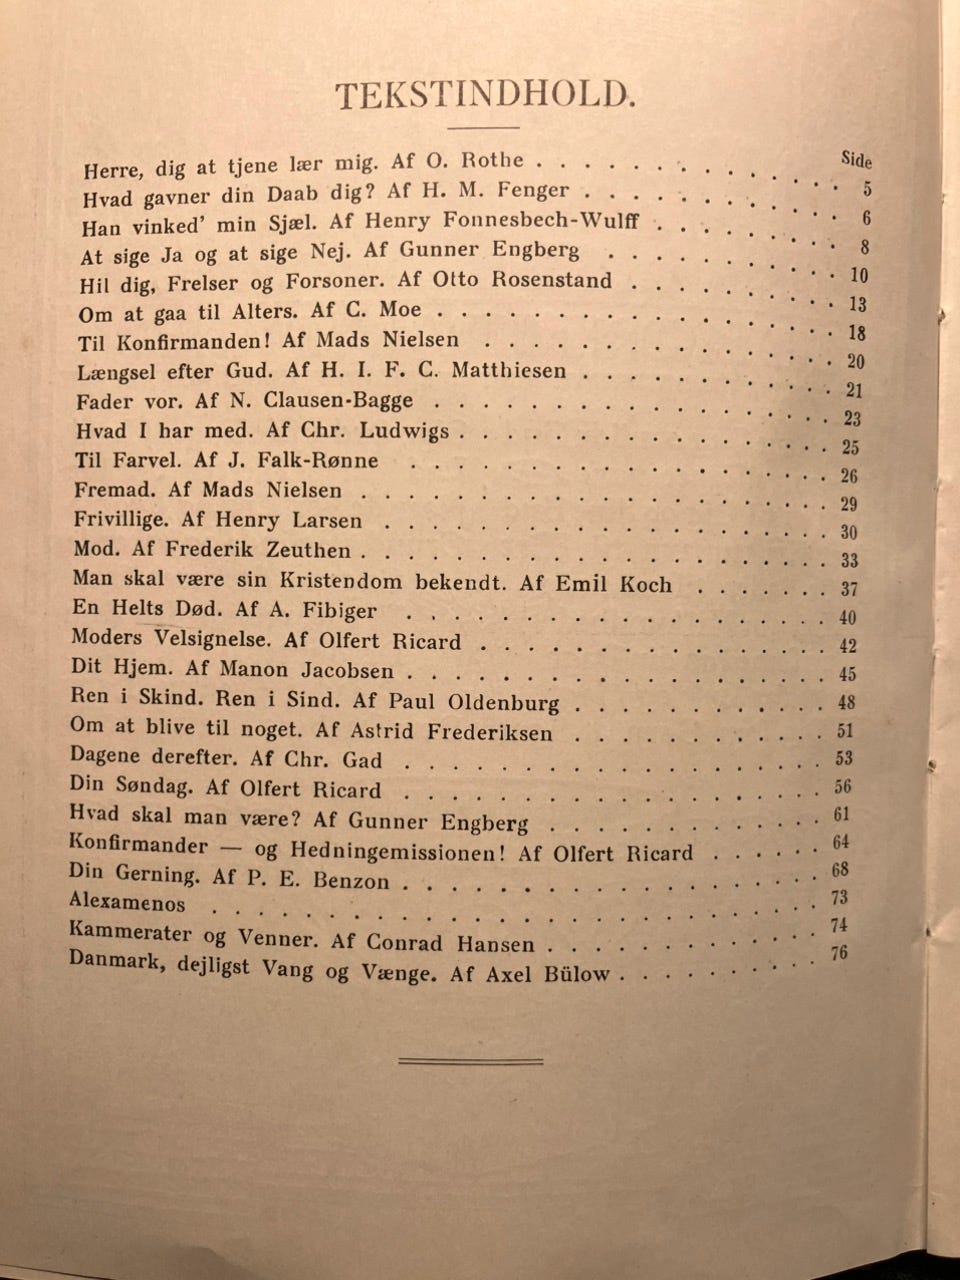 TEKSTINDHOLD.
Side
Herre, dig at tjene lær mig. Af O. Rothe . . . . . . . . . . . . 5
Hvad gavner din Daab dig? Af H. M. Fenger . . . . . . . . . . . 6
Han vinked' min Sjæl. Af Henry Fonnesbech-Wulff . . . . . . . . 8
At sige Ja og at sige Nej. Af Gunner Engberg . . . . . . . . . . 10
Hil dig, Frelser og Forsoner. Af Otto Rosenstand . . . . . . . . . 13
Om at gaa til Alters. Af C. Moe . . . . . . . . . . . . . . . . 18
Til Konfirmanden! Af Mads Nielsen . . . . . . . . . . . . . . . 20
Længsel efter Gud. Af H. I. F. C. Matthiesen . . . . . . . . . . . 21
Fader vor. Af N. Clausen-Bagge . . . . . . . . . . . . . . . . 23
Hvad I har med. Af Chr. Ludwigs . . . . . . . . . . . . . . . . 25
Til Farvel. Af J. Falk-Rønne . . . . . . . . . . . . . . . . . . 26
Fremad. Af Mads Nielsen . . . . . . . . . . . . . . . . . . . . 29
Frivillige. Af Henry Larsen . . . . . . . . . . . . . . . . . . . 30
Mod. Af Frederik Zeuthen . . . . . . . . . . . . . . . . . . . . 33
Man skal være sin Kristendom bekendt. Af Emil Koch . . . . . . . 37
En Helts Død. Af A. Fibiger . . . . . . . . . . . . . . . . . . 40
Moders Velsignelse. Af Olfert Ricard . . . . . . . . . . . . . . . 42
Dit Hjem. Af Manon Jacobsen . . . . . . . . . . . . . . . . . . 45
Ren i Skind. Ren i Sind. Af Paul Oldenburg . . . . . . . . . . . . 48
Om at blive til noget. Af Astrid Frederiksen . . . . . . . . . . . . 51
Dagene derefter. Af Chr. Gad . . . . . . . . . . . . . . . . . . 53
Din Søndag. Af Olfert Ricard . . . . . . . . . . . . . . . . . . 56
Hvad skal man være? Af Gunner Engberg . . . . . . . . . . . . 61
Konfirmander — og Hedningemissionen! Af Olfert Ricard . . . . . . 64
Din Gerning. Af P. E. Benzon . . . . . . . . . . . . . . . . . . 68
Alexamenos . . . . . . . . . . . . . . . . . . . . . . . . . 73
Kammerater og Venner. Af Conrad Hansen . . . . . . . . . . . . 74
Danmark, dejligst Vang og Vænge. Af Axel Bülow . . . . . . . . . 76